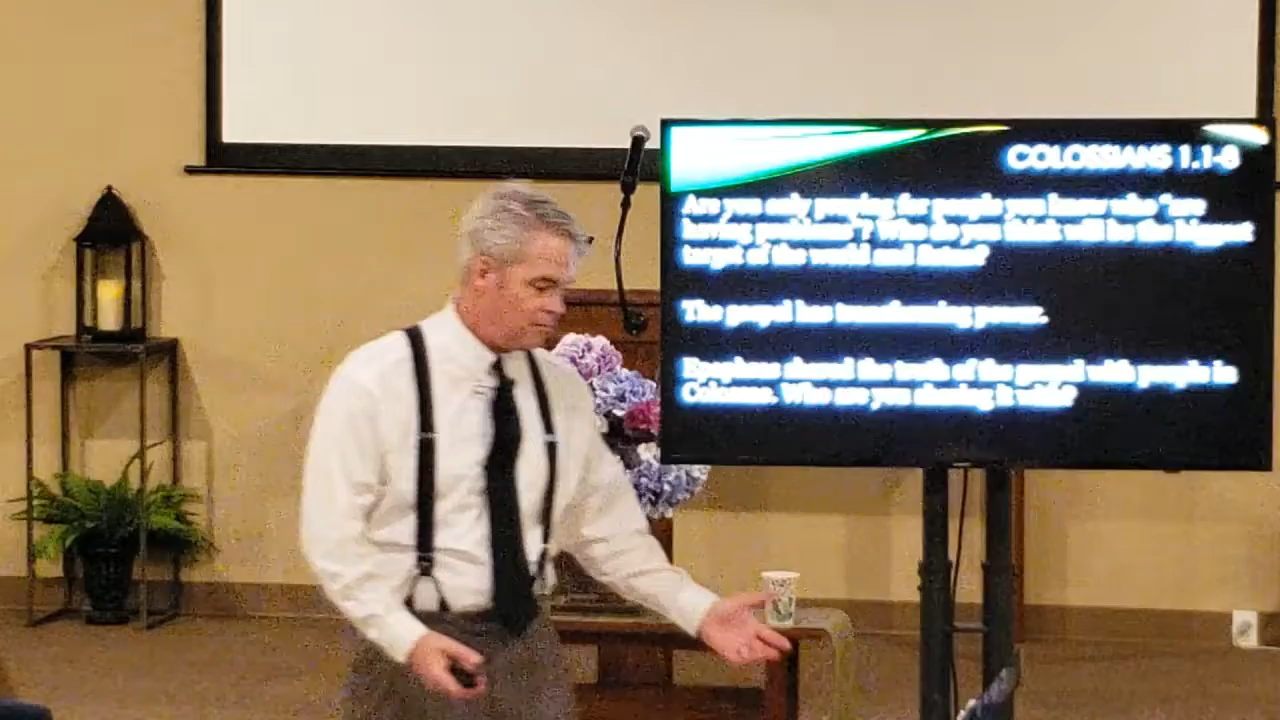 COLOSSIANS 1.1-8
Are you only praying for people you know who "are
having problems"? Who do you think will be the biggest
target of the world and Satan?
The gospel has transforming power.
Epaphras shared the truth of the gospel with people in
Colossae. Who are you sharing it with?